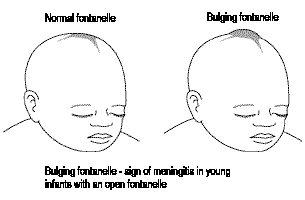 Normal fontanelle
Bulging fontanelle
Bulging fontanelle - sign of meningitis in young
infants with an open fontanelle